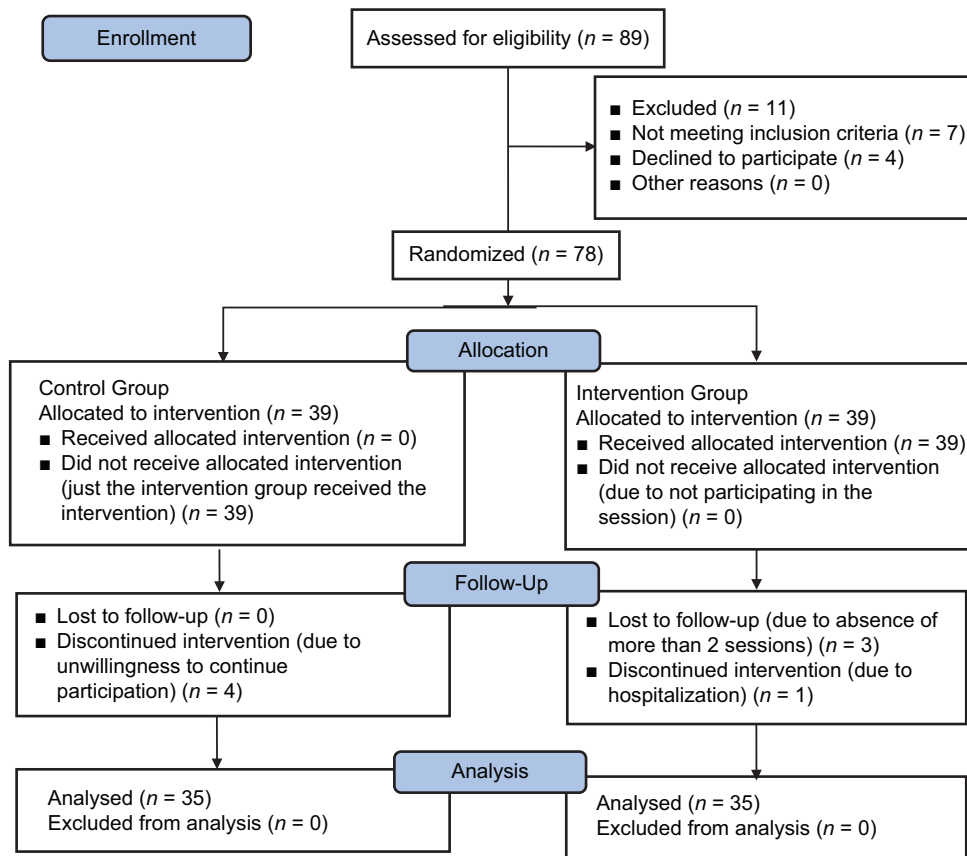 Enrollment
Assessed for eligibility (n = 89)
■ Excluded (n = 11)
■ Not meeting inclusion criteria (n = 7)
■ Declined to participate (n = 4)
■ Other reasons (n = 0)
Randomized (n = 78)
Allocation
Control Group
Allocated to intervention (n = 39)
■ Received allocated intervention (n = 0)
■ Did not receive allocated intervention
(just the intervention group received the
intervention) (n = 39)
Intervention Group
Allocated to intervention (n = 39)
■ Received allocated intervention (n = 39)
■ Did not receive allocated intervention
(due to not participating in the
session) (n = 0)
Follow-Up
■ Lost to follow-up (n = 0)
■ Discontinued intervention (due to
unwillingness to continue
participation) (n = 4)
■ Lost to follow-up (due to absence of
more than 2 sessions) (n = 3)
■ Discontinued intervention (due to
hospitalization) (n = 1)
Analysis
Analysed (n = 35)
Excluded from analysis (n = 0)
Analysed (n = 35)
Excluded from analysis (n = 0)